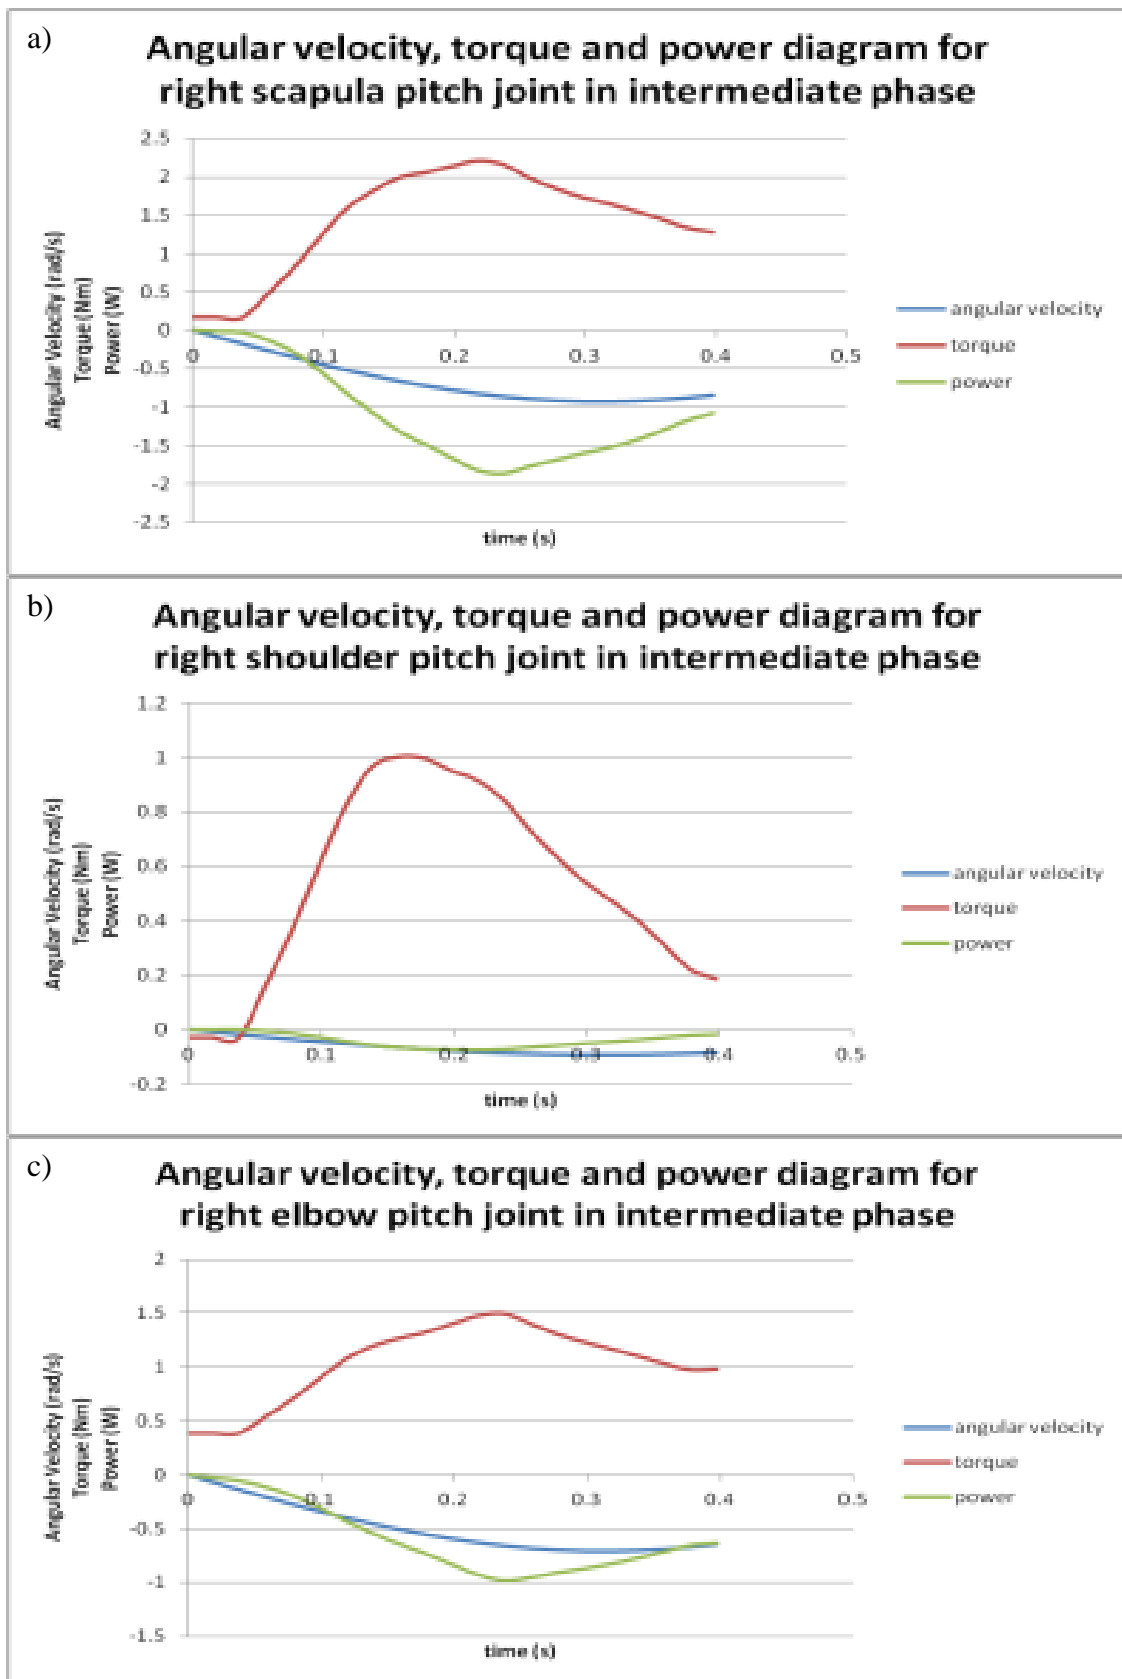 a)
Angular velocity, torque and power diagram for
right scapula pitch joint in intermediate phase
2.5
2
1.5
1
0.5
0
-0.5
-1
-1.5
-2
-2.5
0
0.1
0.2
0.3
0.4
0.5
Angular Velocity (rad/s)
Torque (Nm)
Power (W)
time (s)
angular velocity
torque
power
b)
Angular velocity, torque and power diagram for
right shoulder pitch joint in intermediate phase
1.2
1
0.8
0.6
0.4
0.2
0
-0.2
0
0.1
0.2
0.3
0.4
0.5
Angular Velocity (rad/s)
Torque (Nm)
Power (W)
time (s)
angular velocity
torque
power
c)
Angular velocity, torque and power diagram for
right elbow pitch joint in intermediate phase
2
1.5
1
0.5
0
-0.5
-1
-1.5
0
0.1
0.2
0.3
0.4
0.5
Angular Velocity (rad/s)
Torque (Nm)
Power (W)
time (s)
angular velocity
torque
power